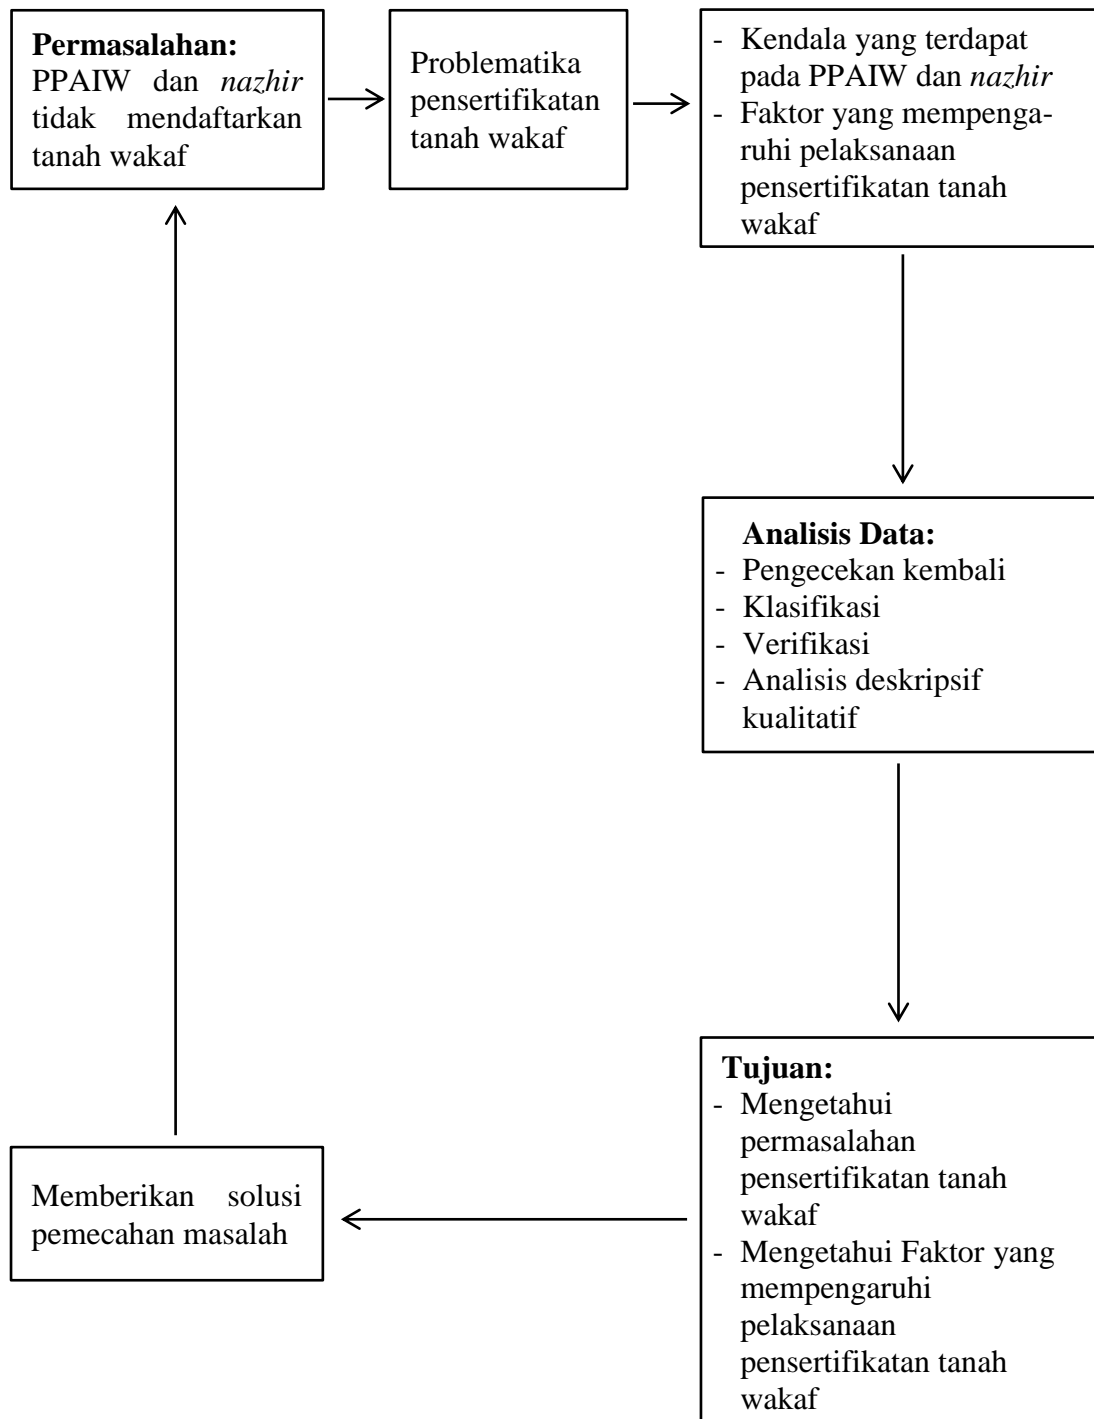 Permasalahan:
PPAIW dan nazhir
tidak mendaftarkan
tanah wakaf
Problematika
pensertifikatan
tanah wakaf
- Kendala yang terdapat
pada PPAIW dan nazhir
- Faktor yang mempenga-
ruhi pelaksanaan
pensertifikatan tanah
wakaf
Analisis Data:
- Pengecekan kembali
- Klasifikasi
- Verifikasi
- Analisis deskripsif
kualitatif
Tujuan:
- Mengetahui
permasalahan
pensertifikatan tanah
wakaf
- Mengetahui Faktor yang
mempengaruhi
pelaksanaan
pensertifikatan tanah
wakaf
Memberikan solusi
pemecahan masalah